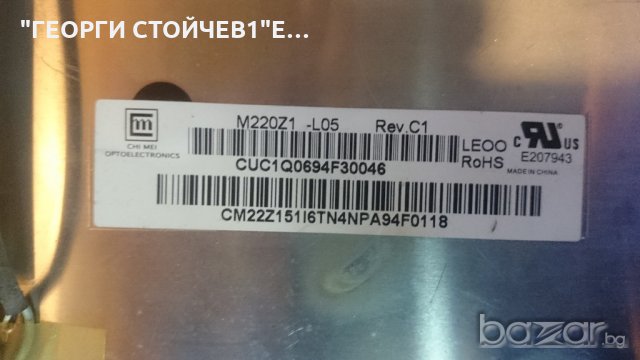 "ГЕОРГИ СТОЙЧЕВ1"Е...
M220Z1 -L05 Rev.C1
CHI MEI
OPTOELECTRONICS
CUC1Q0694F30046
LEOO
RoHS
c RU US
E207943
MADE IN CHINA
CM22Z151I6TN4NPA94F0118
bazar.bg